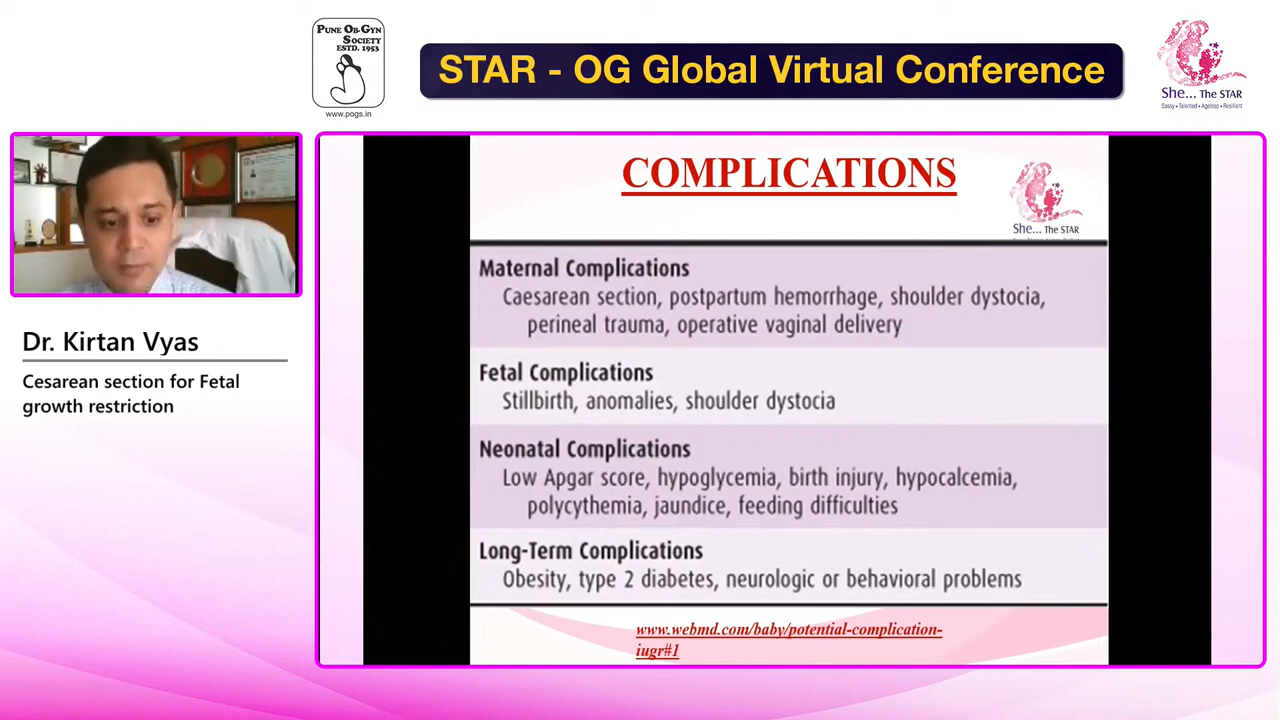 PUNE OB-GYN
SOCIETY
ESTD. 1953
www.pogs.in
STAR - OG Global Virtual Conference
She... The STAR
Sassy • Talented • Ageless • Resilient
Dr. Kirtan Vyas
Cesarean section for Fetal
growth restriction
COMPLICATIONS
She... The STAR
Maternal Complications
Caesarean section, postpartum hemorrhage, shoulder dystocia,
perineal trauma, operative vaginal delivery
Fetal Complications
Stillbirth, anomalies, shoulder dystocia
Neonatal Complications
Low Apgar score, hypoglycemia, birth injury, hypocalcemia,
polycythemia, jaundice, feeding difficulties
Long-Term Complications
Obesity, type 2 diabetes, neurologic or behavioral problems
www.webmd.com/baby/potential-complication-
iugr#1